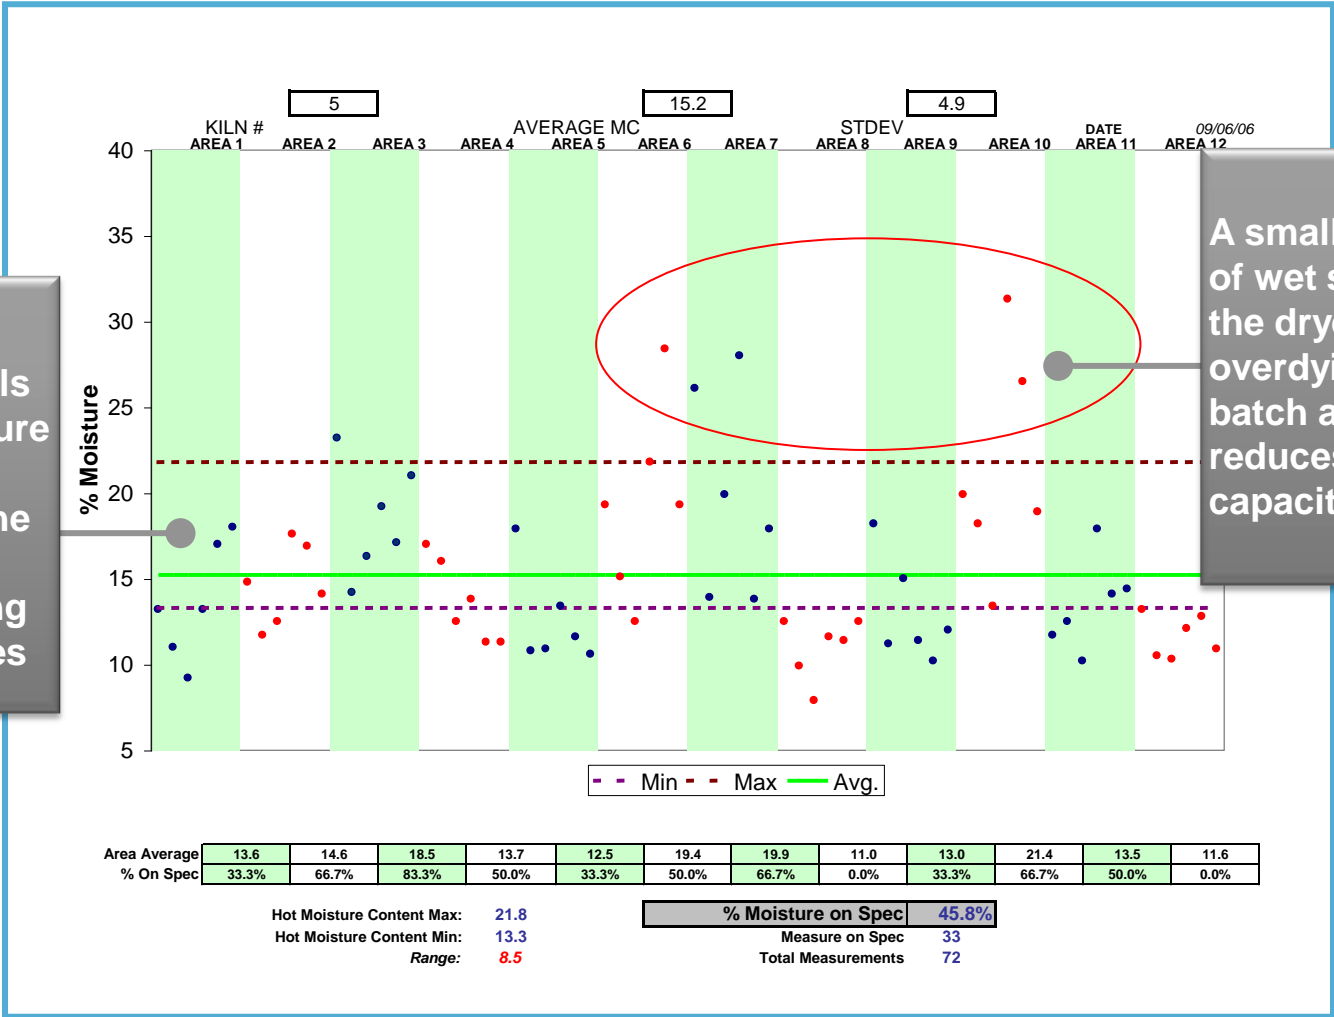 5 15.2 4.9
KILN # AVERAGE MC STDEV DATE 09/06/06
AREA 1 AREA 2 AREA 3 AREA 4 AREA 5 AREA 6 AREA 7 AREA 8 AREA 9 AREA 10 AREA 11 AREA 12
40
35
30
25
20
15
10
5
% Moisture
A small
of wet s
the drye
overdyi
batch a
reduces
capacit
ls
ure
ne
ng
es
Min Max Avg.
Area Average 13.6 14.6 18.5 13.7 12.5 19.4 19.9 11.0 13.0 21.4 13.5 11.6
% On Spec 33.3% 66.7% 83.3% 50.0% 33.3% 50.0% 66.7% 0.0% 33.3% 66.7% 50.0% 0.0%
Hot Moisture Content Max: 21.8 % Moisture on Spec 45.8%
Hot Moisture Content Min: 13.3 Measure on Spec 33
Range: 8.5 Total Measurements 72